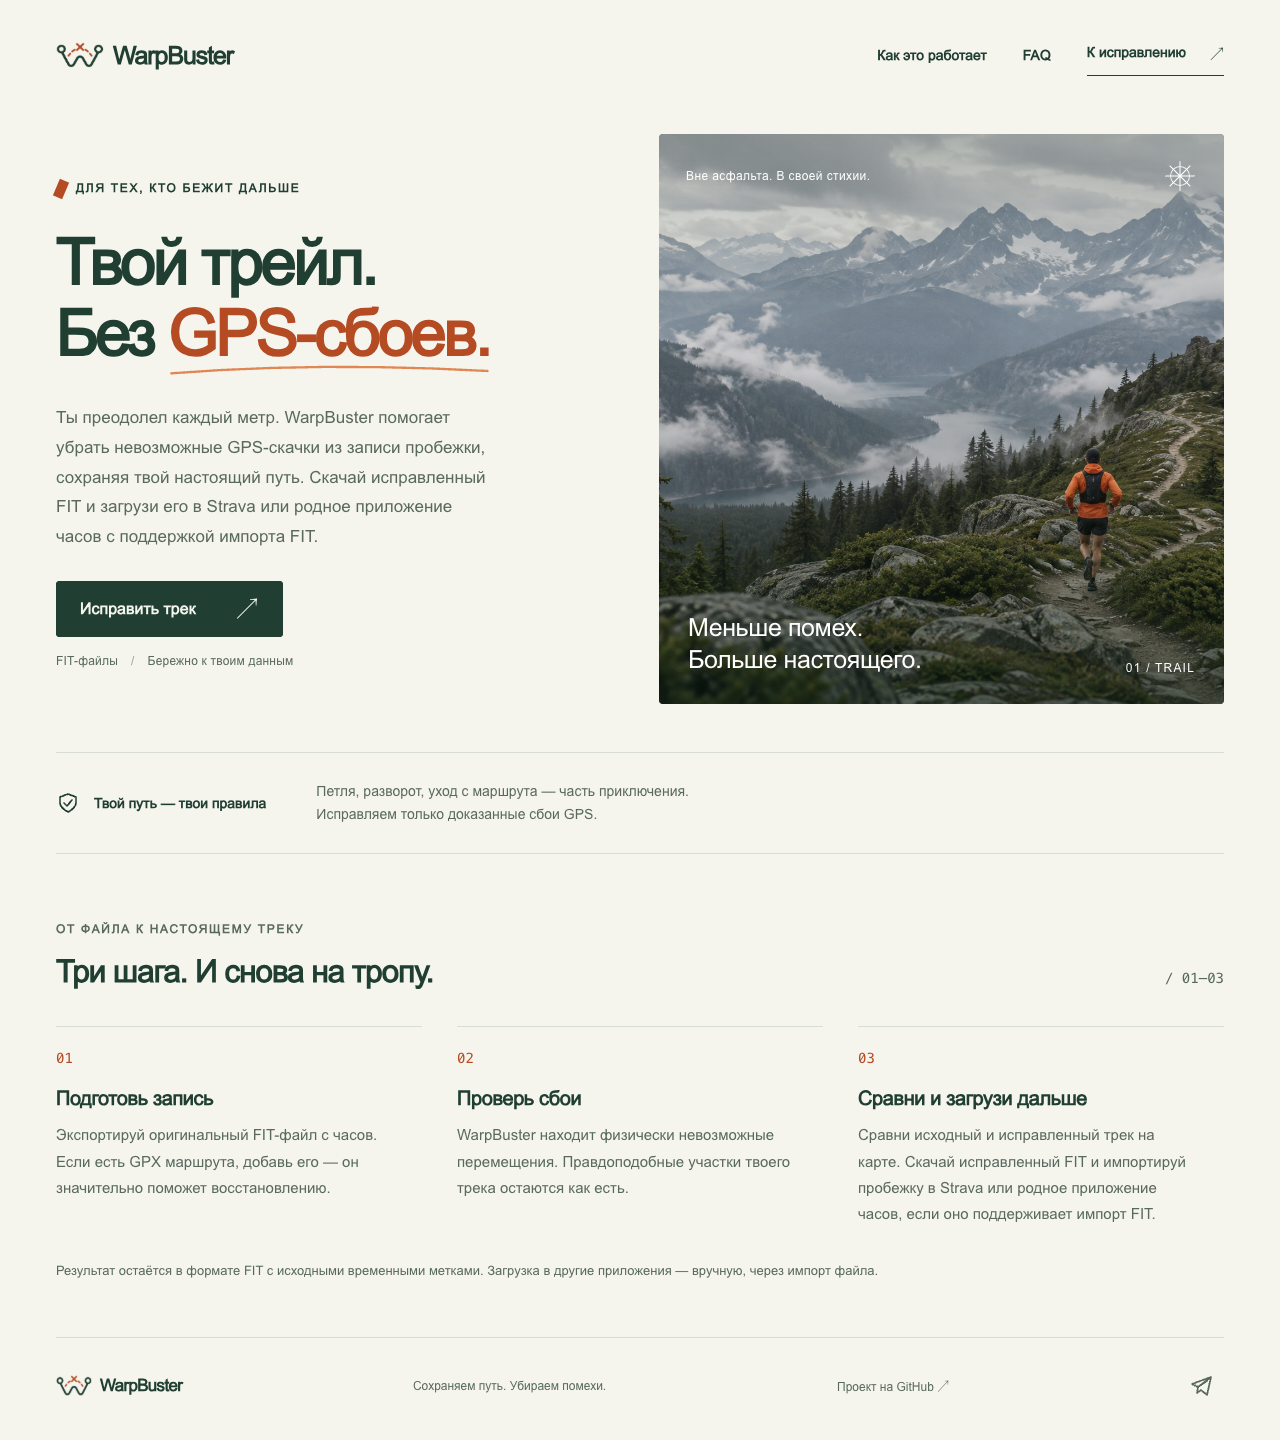 WarpBuster
Как это работает
FAQ
К исправлению
ДЛЯ ТЕХ, КТО БЕЖИТ ДАЛЬШЕ
Твой трейл.
Без GPS-сбоев.
Ты преодолел каждый метр. WarpBuster помогает
убрать невозможные GPS-скачки из записи пробежки,
сохраняя твой настоящий путь. Скачай исправленный
FIT и загрузи его в Strava или родное приложение
часов с поддержкой импорта FIT.
Исправить трек
FIT-файлы / Бережно к твоим данным
Вне асфальта. В своей стихии.
Меньше помех.
Больше настоящего.
01 / TRAIL
Твой путь — твои правила
Петля, разворот, уход с маршрута — часть приключения.
Исправляем только доказанные сбои GPS.
ОТ ФАЙЛА К НАСТОЯЩЕМУ ТРЕКУ
Три шага. И снова на тропу.
/ 01—03
01
Подготовь запись
Экспортируй оригинальный FIT-файл с часов.
Если есть GPX маршрута, добавь его — он
значительно поможет восстановлению.
02
Проверь сбои
WarpBuster находит физически невозможные
перемещения. Правдоподобные участки твоего
трека остаются как есть.
03
Сравни и загрузи дальше
Сравни исходный и исправленный трек на
карте. Скачай исправленный FIT и импортируй
пробежку в Strava или родное приложение
часов, если оно поддерживает импорт FIT.
Результат остаётся в формате FIT с исходными временными метками. Загрузка в другие приложения — вручную, через импорт файла.
WarpBuster
Сохраняем путь. Убираем помехи.
Проект на GitHub